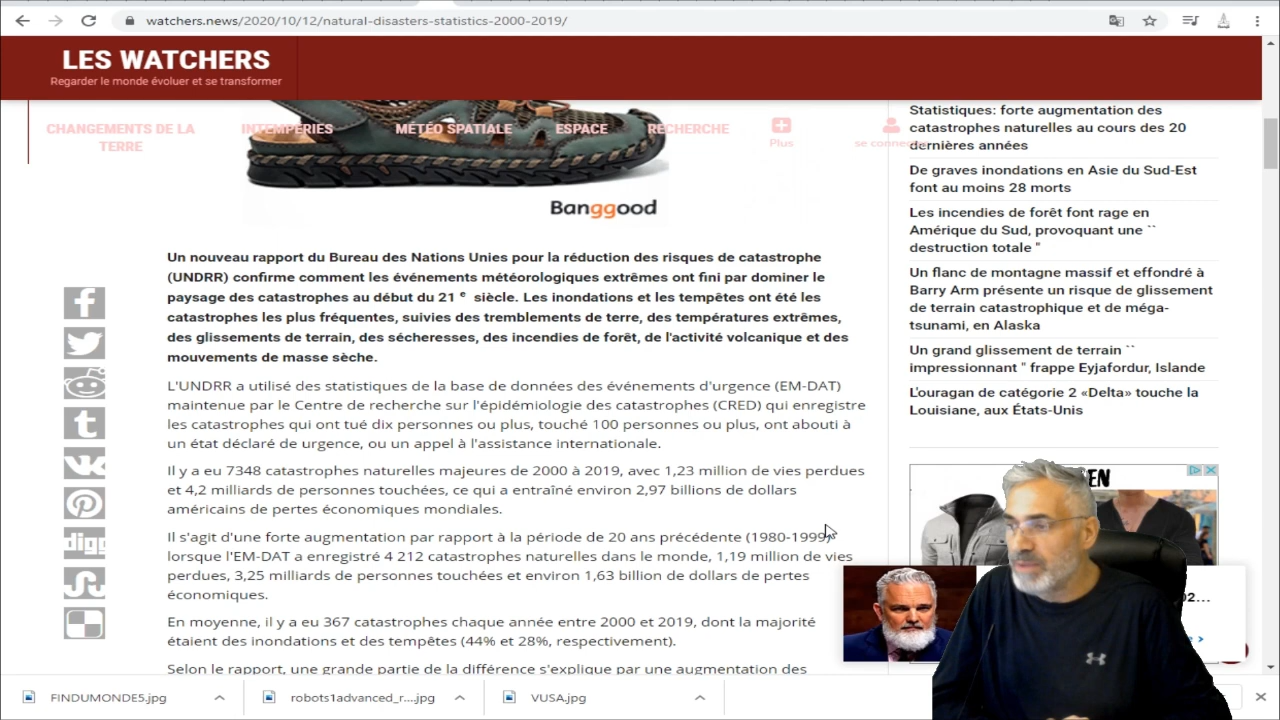 watchers.news/2020/10/12/natural-disasters-statistics-2000-2019/
LES WATCHERS
Regarder le monde évoluer et se transformer
CHANGEMENTS DE LA
TERRE
INTEMPÉRIES
MÉTÉO SPATIALE
ESPACE
RECHERCHE
Plus
Banggood
Un nouveau rapport du Bureau des Nations Unies pour la réduction des risques de catastrophe
(UNDRR) confirme comment les événements météorologiques extrêmes ont fini par dominer le
paysage des catastrophes au début du 21 e siècle. Les inondations et les tempêtes ont été les
catastrophes les plus fréquentes, suivies des tremblements de terre, des températures extrêmes,
des glissements de terrain, des sécheresses, des incendies de forêt, de l'activité volcanique et des
mouvements de masse sèche.
L'UNDRR a utilisé des statistiques de la base de données des événements d'urgence (EM-DAT)
maintenue par le Centre de recherche sur l'épidémiologie des catastrophes (CRED) qui enregistre
les catastrophes qui ont tué dix personnes ou plus, touché 100 personnes ou plus, ont abouti à
un état déclaré de urgence, ou un appel à l'assistance internationale.
Il y a eu 7348 catastrophes naturelles majeures de 2000 à 2019, avec 1,23 million de vies perdues
et 4,2 milliards de personnes touchées, ce qui a entraîné environ 2,97 billions de dollars
américains de pertes économiques mondiales.
Il s'agit d'une forte augmentation par rapport à la période de 20 ans précédente (1980-1999)
lorsque l'EM-DAT a enregistré 4 212 catastrophes naturelles dans le monde, 1,19 million de vies
perdues, 3,25 milliards de personnes touchées et environ 1,63 billion de dollars de pertes
économiques.
En moyenne, il y a eu 367 catastrophes chaque année entre 2000 et 2019, dont la majorité
étaient des inondations et des tempêtes (44% et 28%, respectivement).
Selon le rapport, une grande partie de la différence s'explique par une augmentation des
Statistiques: forte augmentation des
catastrophes naturelles au cours des 20
dernières années
De graves inondations en Asie du Sud-Est
font au moins 28 morts
Les incendies de forêt font rage en
Amérique du Sud, provoquant une ``
destruction totale "
Un flanc de montagne massif et effondré à
Barry Arm présente un risque de glissement
de terrain catastrophique et de méga-
tsunami, en Alaska
Un grand glissement de terrain ``
impressionnant " frappe Eyjafordur, Islande
L'ouragan de catégorie 2 «Delta» touche la
Louisiane, aux États-Unis
digg
FINDUMONDE5.jpg
robots1advanced_r....jpg
VUSA.jpg